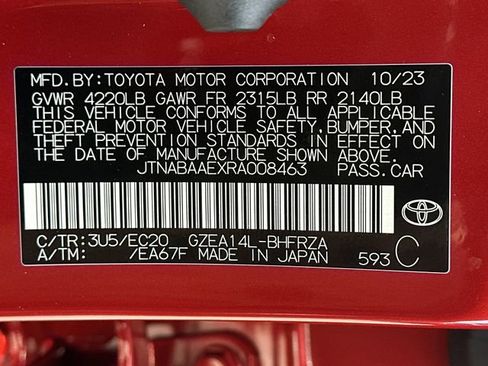 MFD.BY:TOYOTA MOTOR CORPORATION 10/23
GVWR 4220LB GAWR FR 2315LB RR 2140LB
THIS VEHICLE CONFORMS TO ALL APPLICABLE
FEDERAL MOTOR VEHICLE SAFETY,BUMPER,AND
THEFT PREVENTION STANDARDS IN EFFECT ON
THE DATE OF MANUFACTURE SHOWN ABOVE.
JTNABAAEXRA008463 PASS.CAR
C/TR:3U5/EC20 GZEA14L-BHFRZA
A/TM: /EA67F MADE IN JAPAN 593 C